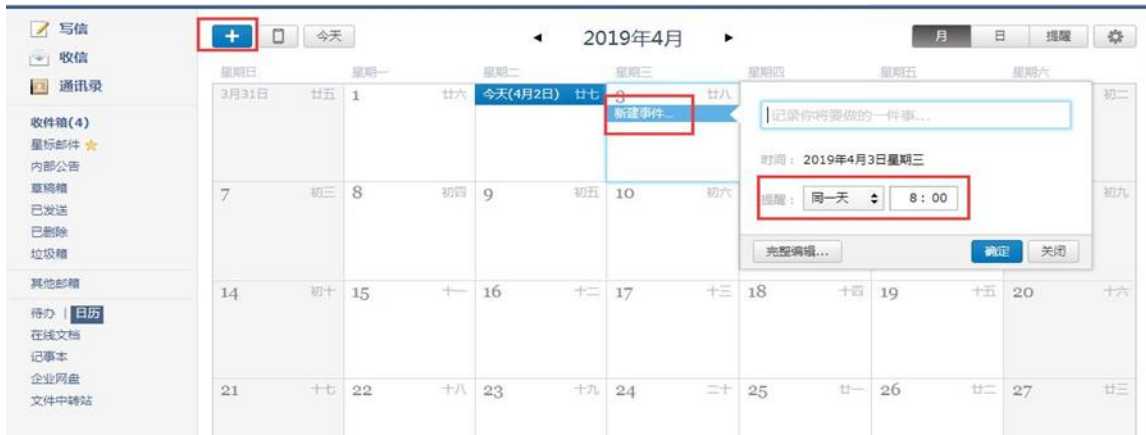 写信
收信
通讯录
收件箱(4)
星标邮件
内部公告
草稿箱
已发送
已删除
垃圾箱
其他邮箱
待办 | 日历
在线文档
记事本
企业网盘
文件中转站
+ 今天 ◄ 2019年4月 ► 月 日 提醒
星期日 星期一 星期二 星期三 星期四 星期五 星期六
3月31日 廿五 1 廿六 今天(4月2日) 廿七 3 廿八 初二
新建事件...
记录你将要做的一件事...
时间： 2019年4月3日星期三
提醒： 同一天 8：00
完整编辑... 确定 关闭
7 初三 8 初四 9 初五 10 初六 初九
14 初十 15 十一 16 十二 17 十三 18 十四 19 十五 20 十六
21 十七 22 十八 23 十九 24 二十 25 廿一 26 廿二 27 廿三